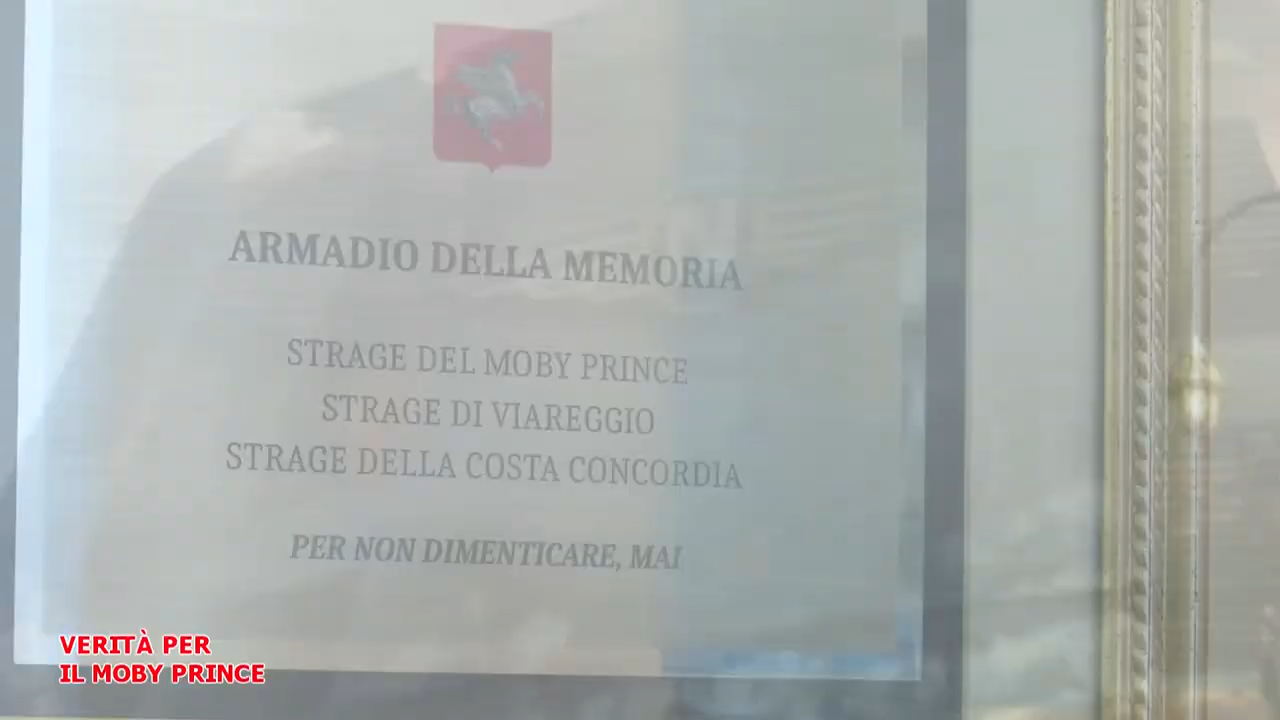 ARMADIO DELLA MEMORIA
STRAGE DEL MOBY PRINCE
STRAGE DI VIAREGGIO
STRAGE DELLA COSTA CONCORDIA
PER NON DIMENTICARE, MAI
VERITÀ PER
IL MOBY PRINCE